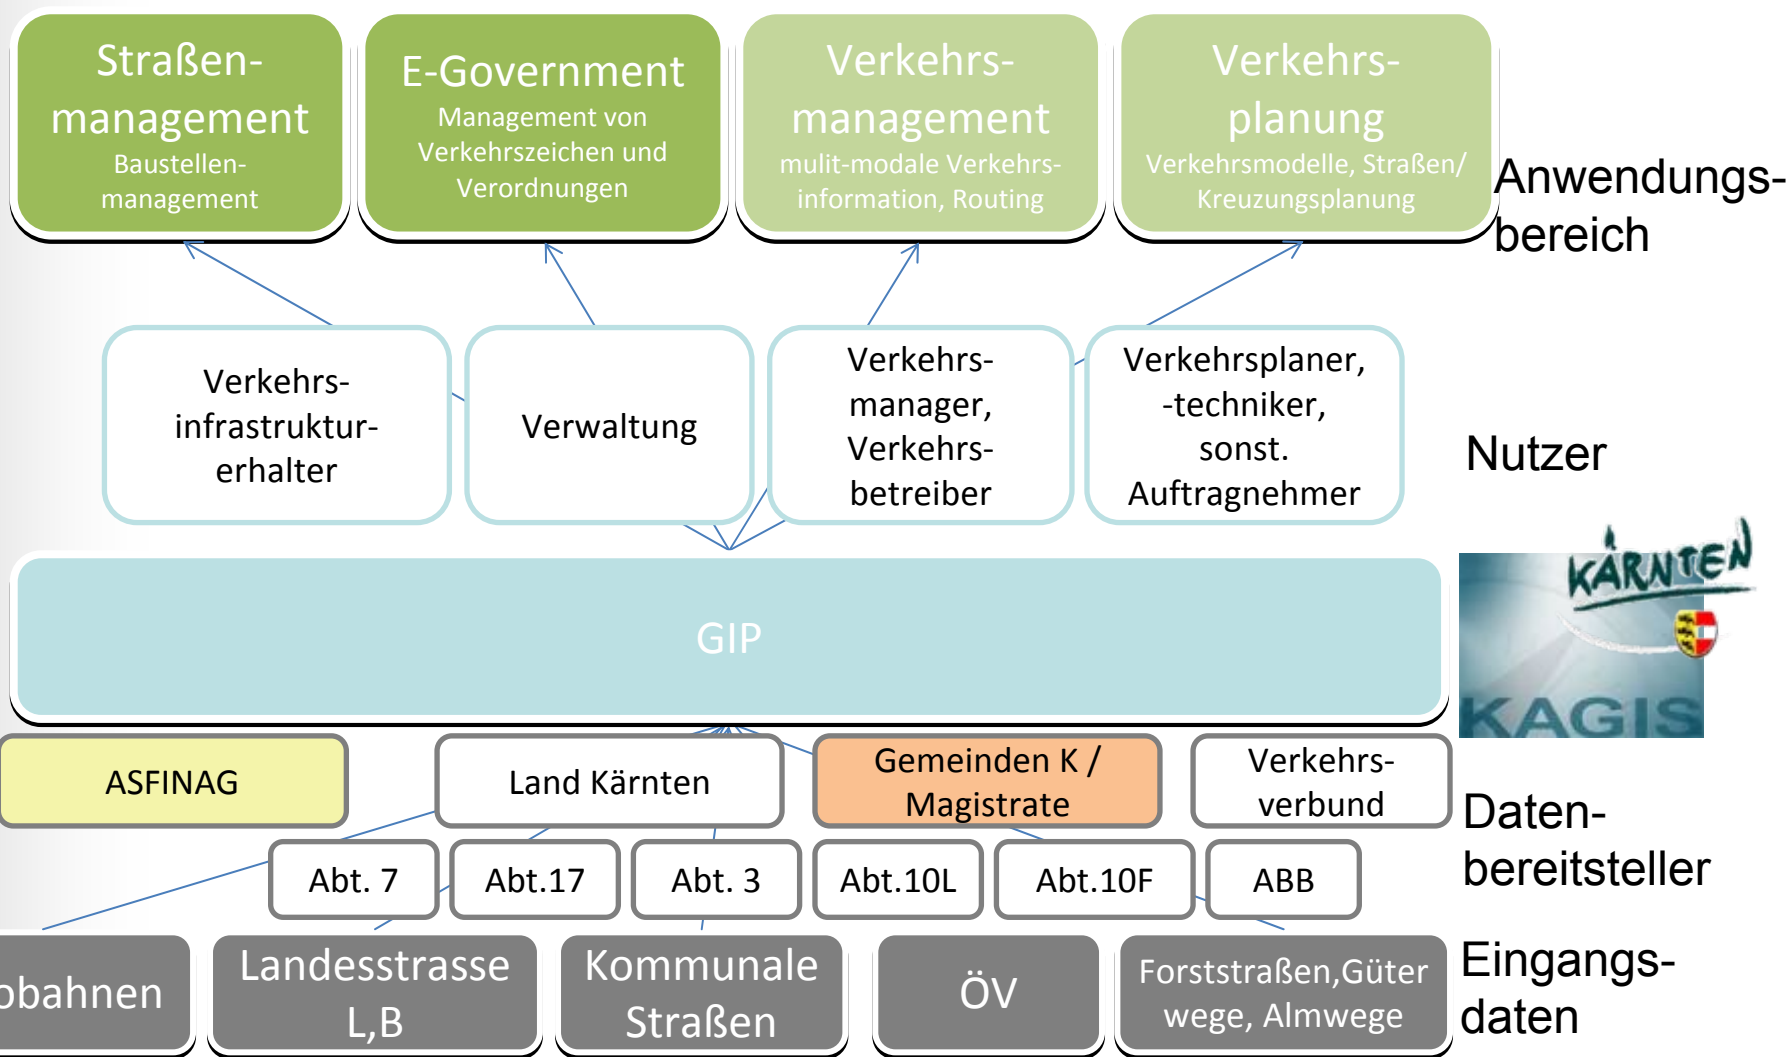 Straßen-
management
Baustellen-
management
E-Government
Management von
Verkehrszeichen und
Verordnungen
Verkehrs-
management
mulit-modale Verkehrs-
information, Routing
Verkehrs-
planung
Verkehrsmodelle, Straßen/
Kreuzungsplanung
Anwendungs-
bereich
Verkehrs-
infrastruktur-
erhalter
Verwaltung
Verkehrs-
manager,
Verkehrs-
betreiber
Verkehrsplaner,
-techniker,
sonst.
Auftragnehmer
Nutzer
GIP
KÄRNTEN
KAGIS
ASFINAG
Land Kärnten
Gemeinden K /
Magistrate
Verkehrs-
verbund
Daten-
bereitsteller
Abt. 7
Abt.17
Abt. 3
Abt.10L
Abt.10F
ABB
obahnen
Landesstrasse
L,B
Kommunale
Straßen
ÖV
Forststraßen,Güter
wege, Almwege
Eingangs-
daten